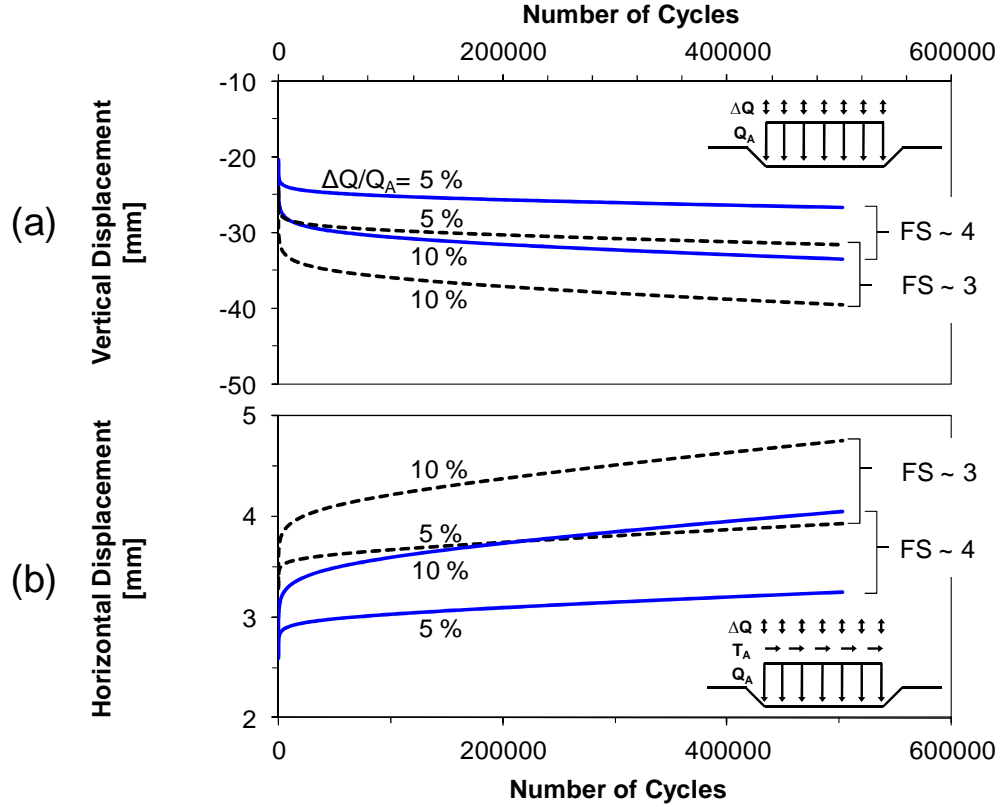 Number of Cycles
0 200000 400000 600000
(a)
Vertical Displacement
[mm]
-10
-20
-30
-40
-50
ΔQ
Q_A
ΔQ/Q_A= 5 %
5 %
10 %
10 %
FS ~ 4
FS ~ 3
(b)
Horizontal Displacement
[mm]
5
4
3
2
10 %
5 %
10 %
5 %
FS ~ 3
FS ~ 4
ΔQ
T_A
Q_A
0 200000 400000 600000
Number of Cycles